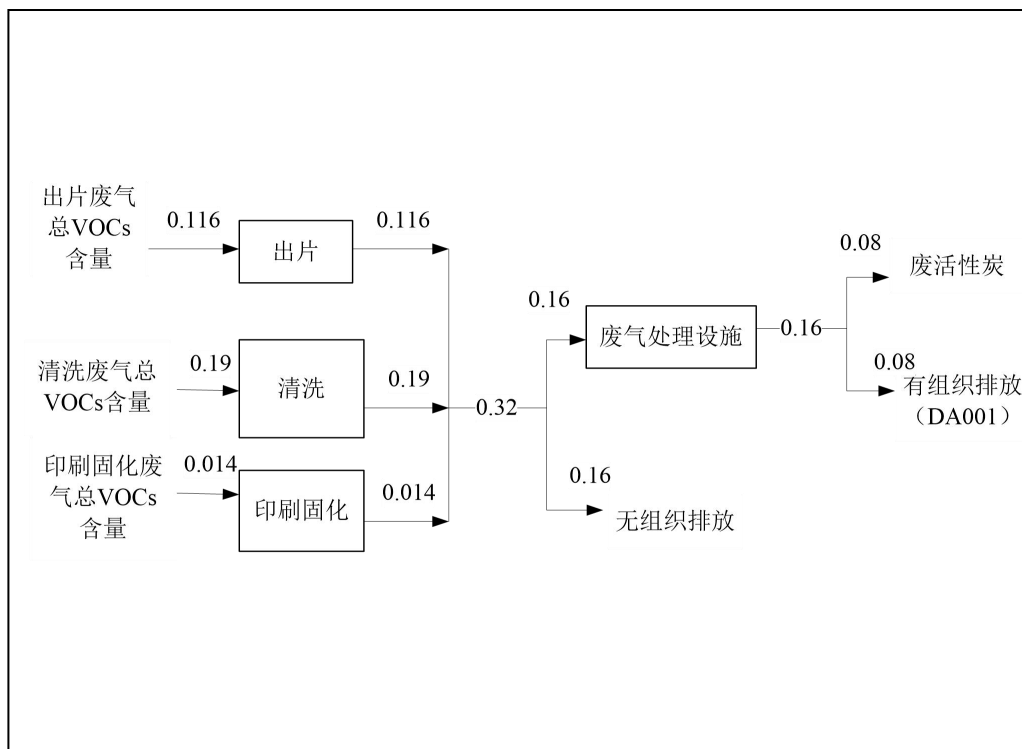 出片废气
总VOCs
含量
0.116
出片
0.116
清洗废气总
VOCs含量
0.19
清洗
0.19
印刷固化废
气总VOCs
含量
0.014
印刷固化
0.014
0.32
0.16
废气处理设施
0.16
0.08
废活性炭
0.08
有组织排放
（DA001）
0.16
无组织排放